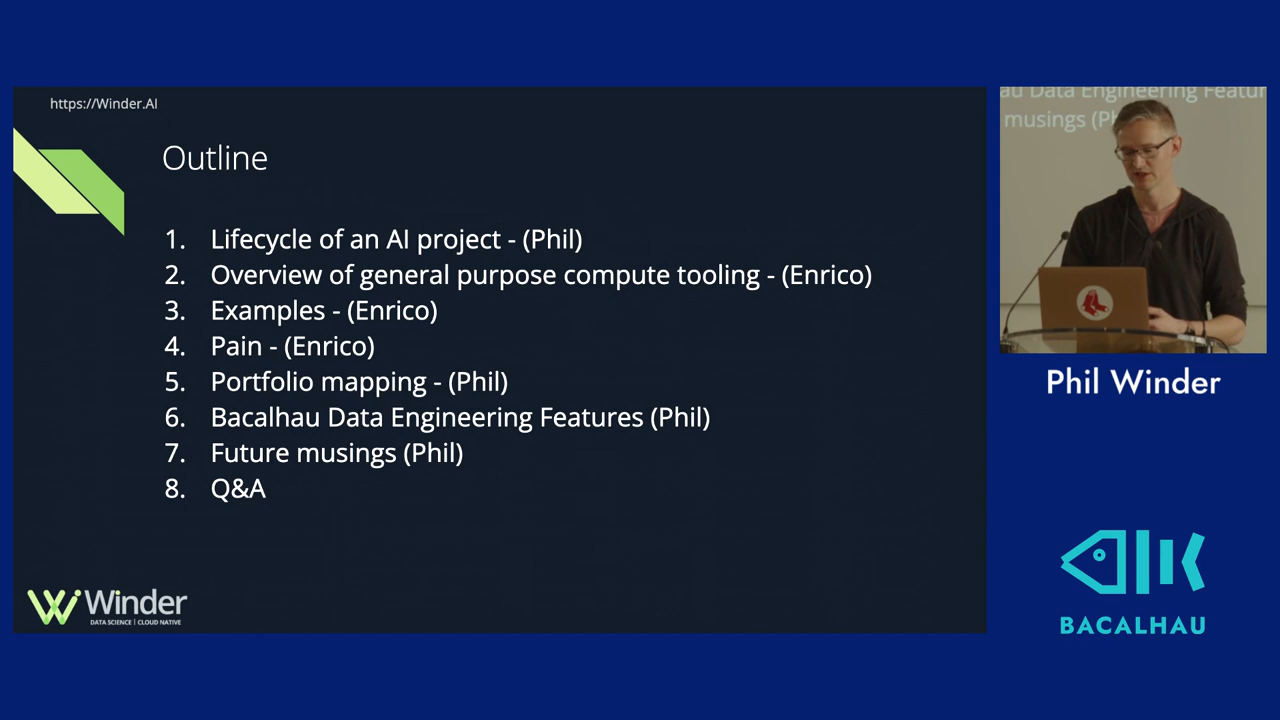 https://Winder.AI
Outline
1. Lifecycle of an AI project - (Phil)
2. Overview of general purpose compute tooling - (Enrico)
3. Examples - (Enrico)
4. Pain - (Enrico)
5. Portfolio mapping - (Phil)
6. Bacalhau Data Engineering Features (Phil)
7. Future musings (Phil)
8. Q&A
Winder
DATA SCIENCE | CLOUD NATIVE
au Data Engineering Featur
musings (Ph
Phil Winder
BACALHAU